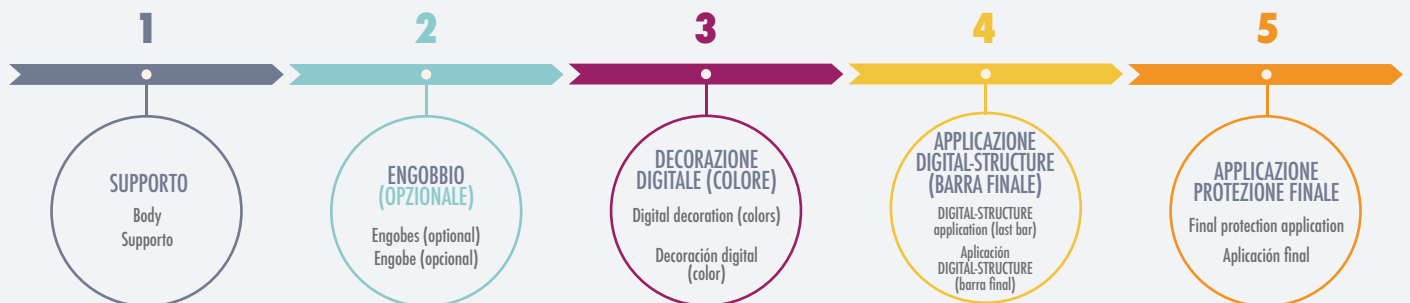 1
2
3
4
5
SUPPORTO
Body
Supporto
ENGOBBIO
(OPZIONALE)
Engobes (optional)
Engobe (opcional)
DECORAZIONE
DIGITALE (COLORE)
Digital decoration (colors)
Decoración digital
(color)
APPLICAZIONE
DIGITAL-STRUCTURE
(BARRA FINALE)
DIGITAL-STRUCTURE
application (last bar)
Aplicación
DIGITAL-STRUCTURE
(barra final)
APPLICAZIONE
PROTEZIONE FINALE
Final protection application
Aplicación final